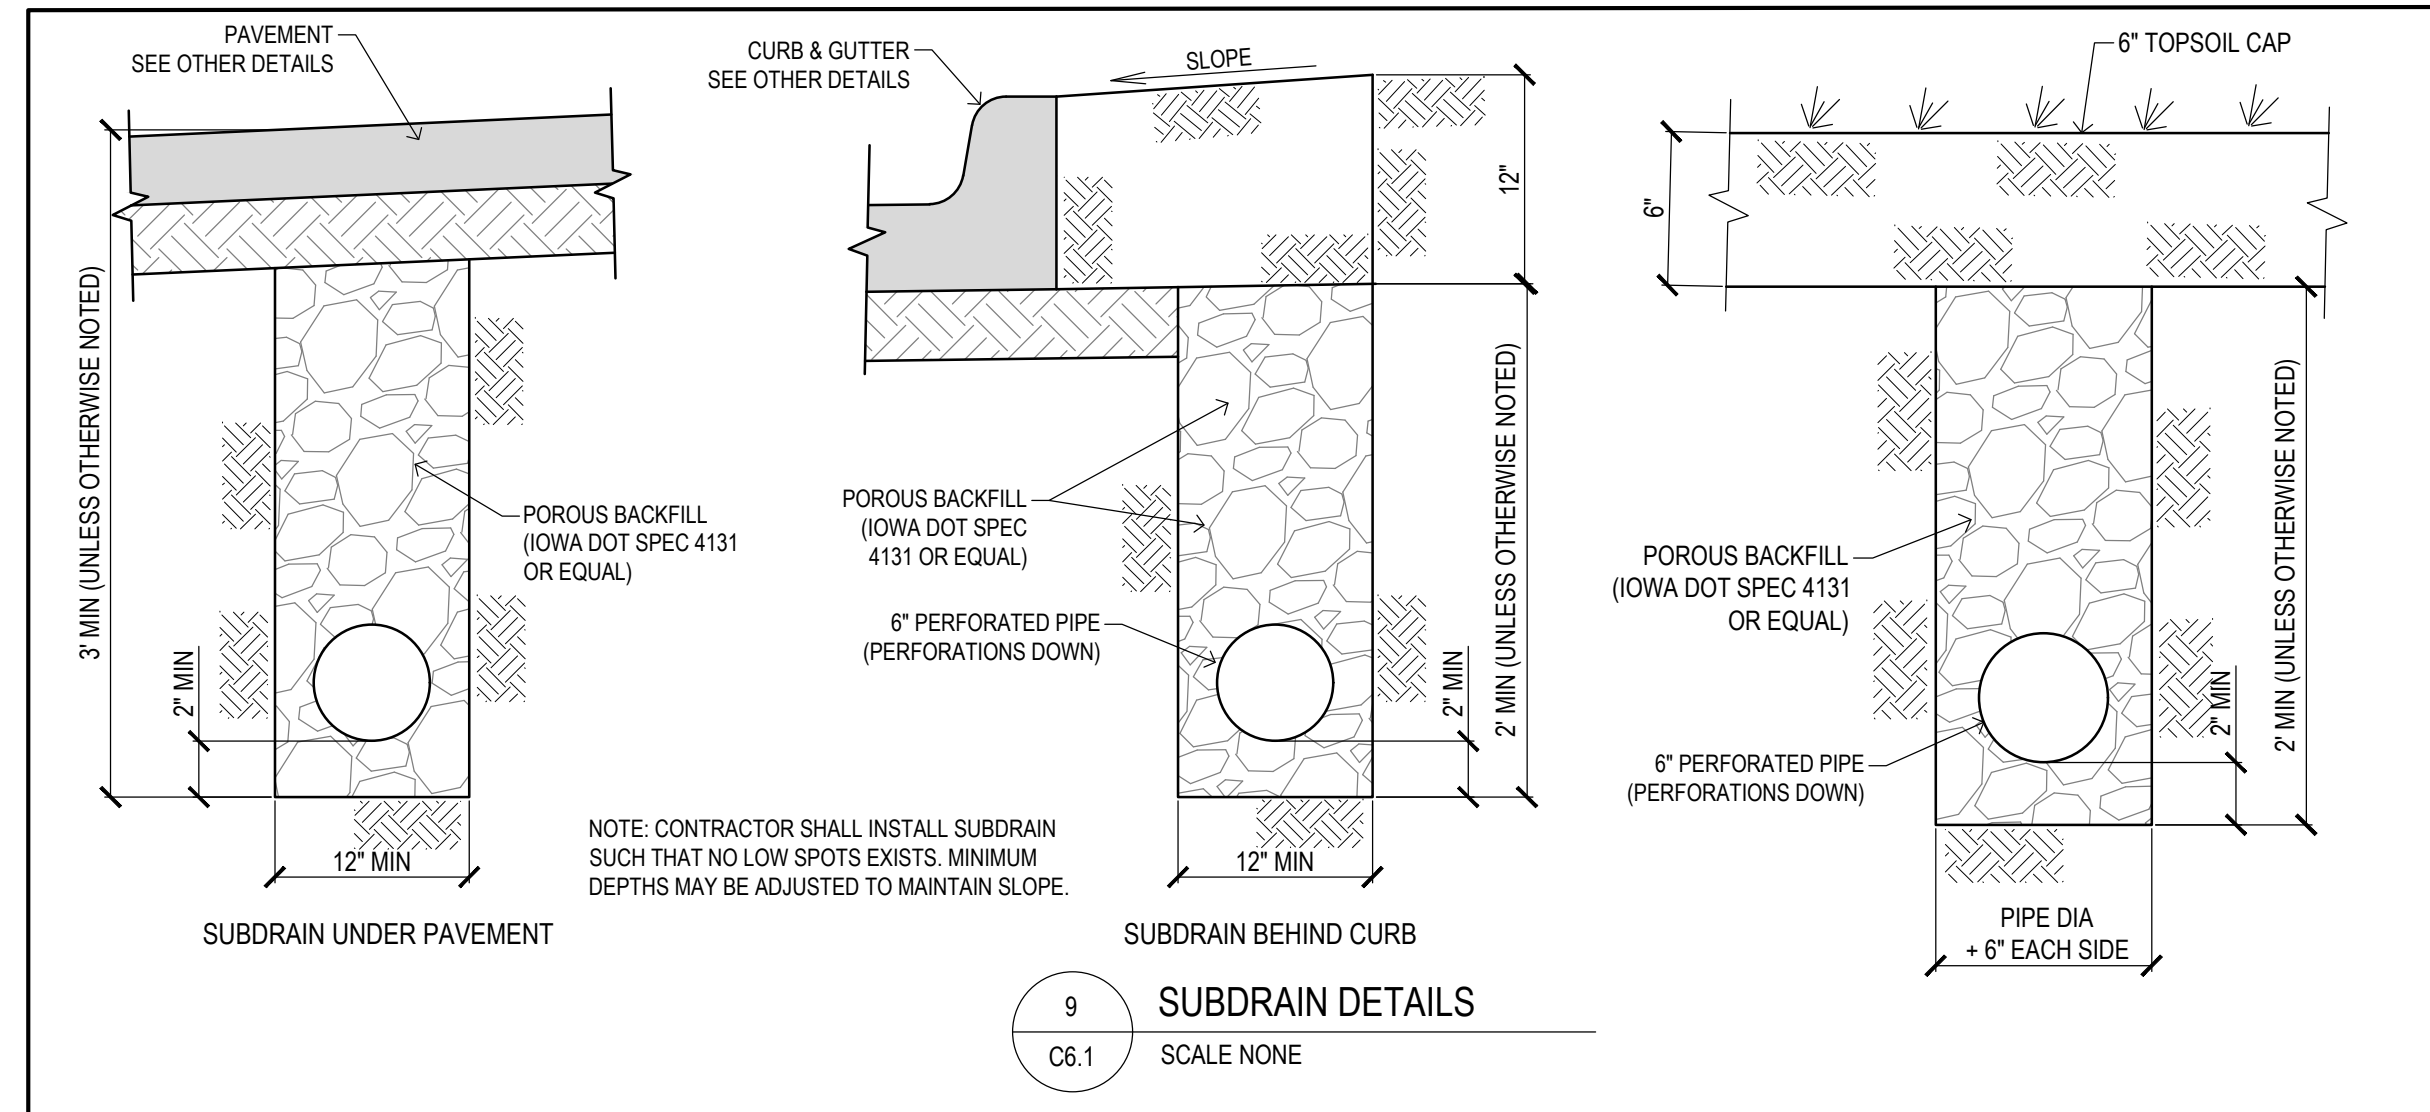 PAVEMENT
SEE OTHER DETAILS
3' MIN (UNLESS OTHERWISE NOTED)
2" MIN
POROUS BACKFILL
(IOWA DOT SPEC 4131
OR EQUAL)
12" MIN
SUBDRAIN UNDER PAVEMENT
NOTE: CONTRACTOR SHALL INSTALL SUBDRAIN
SUCH THAT NO LOW SPOTS EXISTS. MINIMUM
DEPTHS MAY BE ADJUSTED TO MAINTAIN SLOPE.
CURB & GUTTER
SEE OTHER DETAILS
SLOPE
12"
POROUS BACKFILL
(IOWA DOT SPEC
4131 OR EQUAL)
6" PERFORATED PIPE
(PERFORATIONS DOWN)
2" MIN
2' MIN (UNLESS OTHERWISE NOTED)
12" MIN
SUBDRAIN BEHIND CURB
6" TOPSOIL CAP
6"
POROUS BACKFILL
(IOWA DOT SPEC 4131
OR EQUAL)
6" PERFORATED PIPE
(PERFORATIONS DOWN)
2" MIN
2' MIN (UNLESS OTHERWISE NOTED)
PIPE DIA
+ 6" EACH SIDE
9
SUBDRAIN DETAILS
C6.1
SCALE NONE